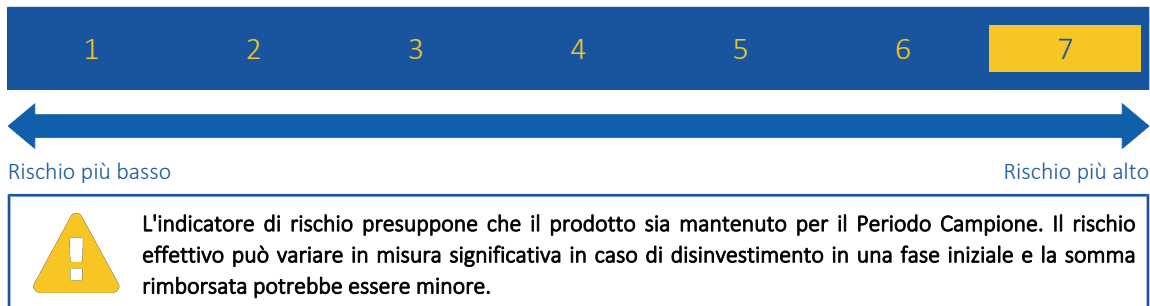 1 2 3 4 5 6 7
Rischio più basso Rischio più alto
L'indicatore di rischio presuppone che il prodotto sia mantenuto per il Periodo Campione. Il rischio
effettivo può variare in misura significativa in caso di disinvestimento in una fase iniziale e la somma
rimborsata potrebbe essere minore.